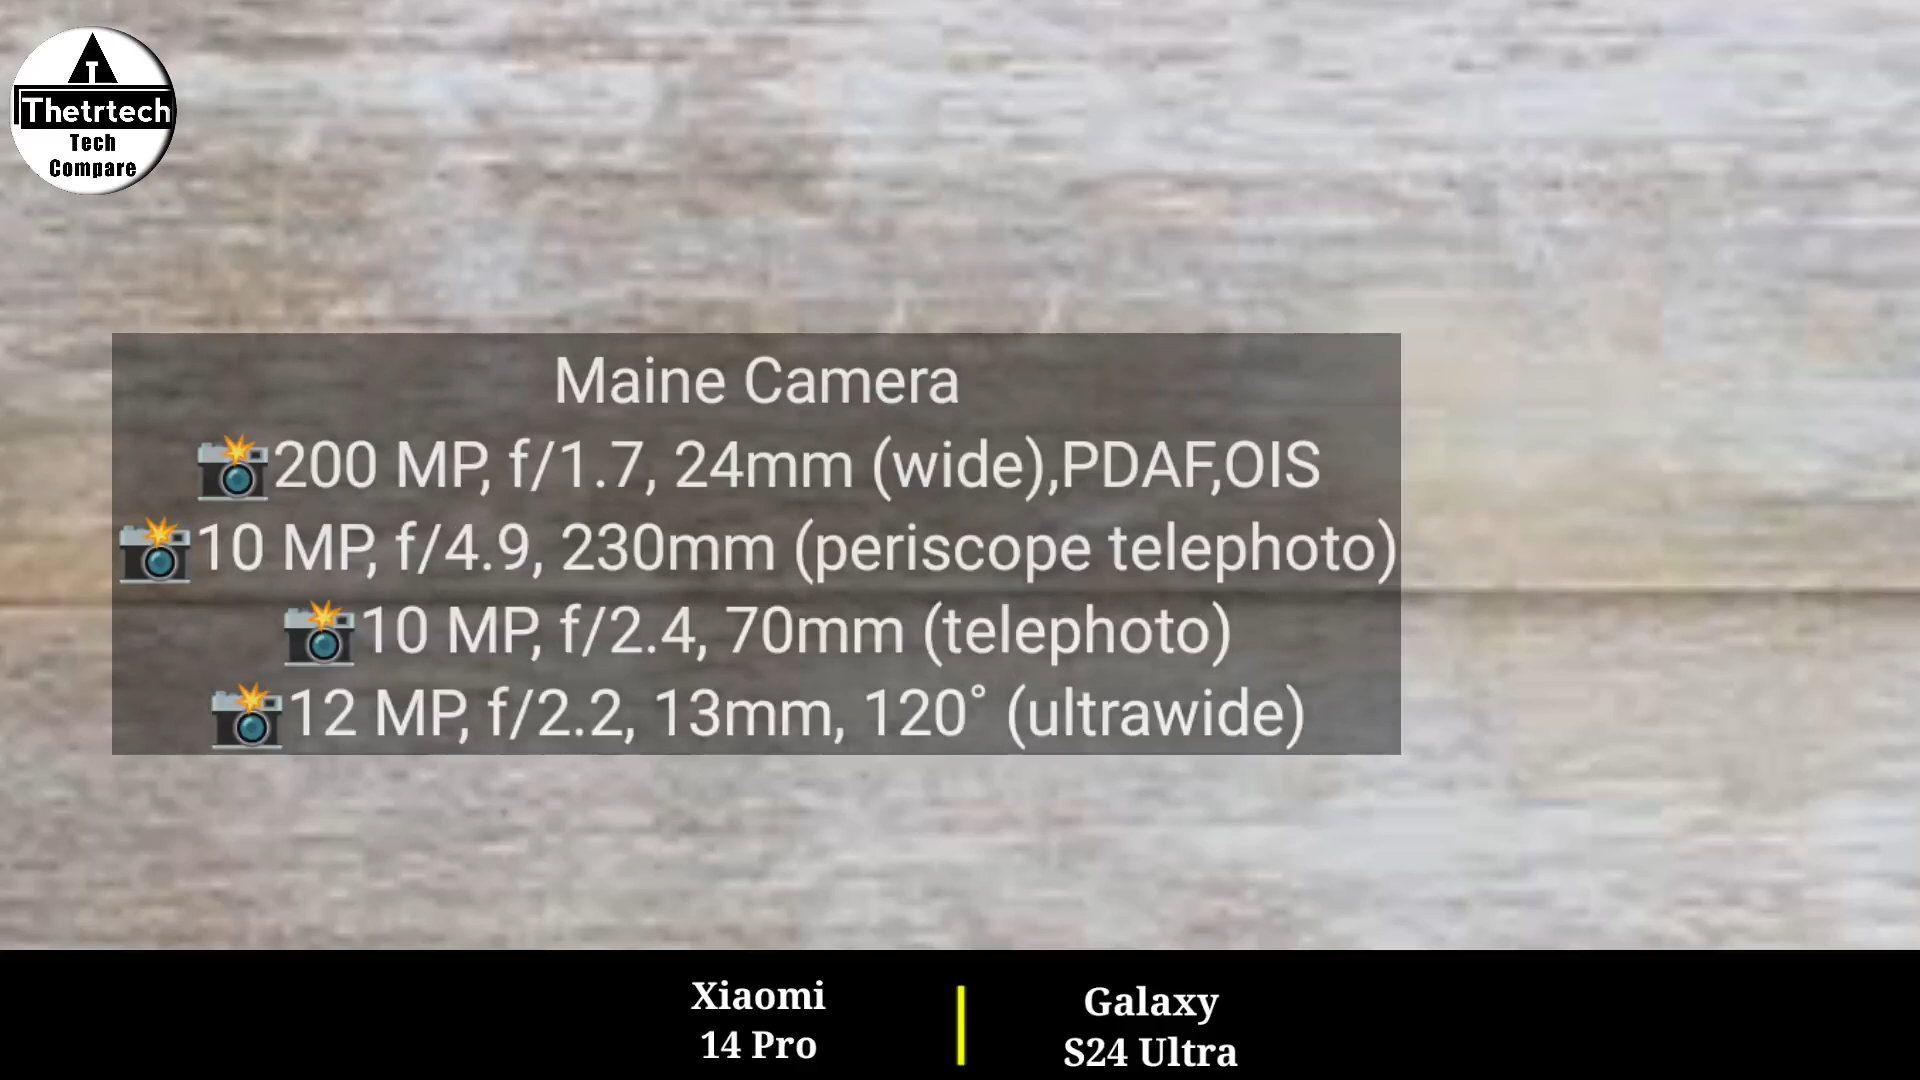 T
Thetrtech
Tech
Compare
Maine Camera
📸200 MP, f/1.7, 24mm (wide),PDAF,OIS
📸10 MP, f/4.9, 230mm (periscope telephoto)
📸10 MP, f/2.4, 70mm (telephoto)
📸12 MP, f/2.2, 13mm, 120˚ (ultrawide)
Xiaomi
14 Pro
Galaxy
S24 Ultra